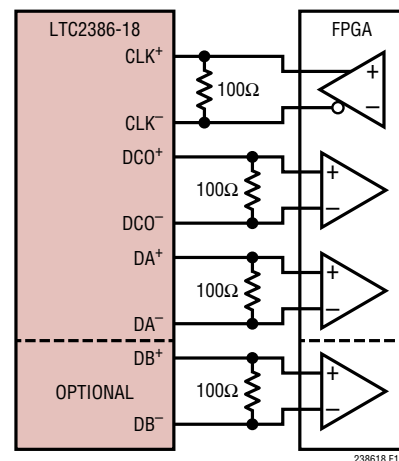 LTC2386-18
FPGA
CLK+
100Ω
+
–
CLK–
DCO+
100Ω
+
–
DCO–
DA+
100Ω
+
–
DA–
DB+
OPTIONAL
100Ω
+
–
DB–
238618 F1